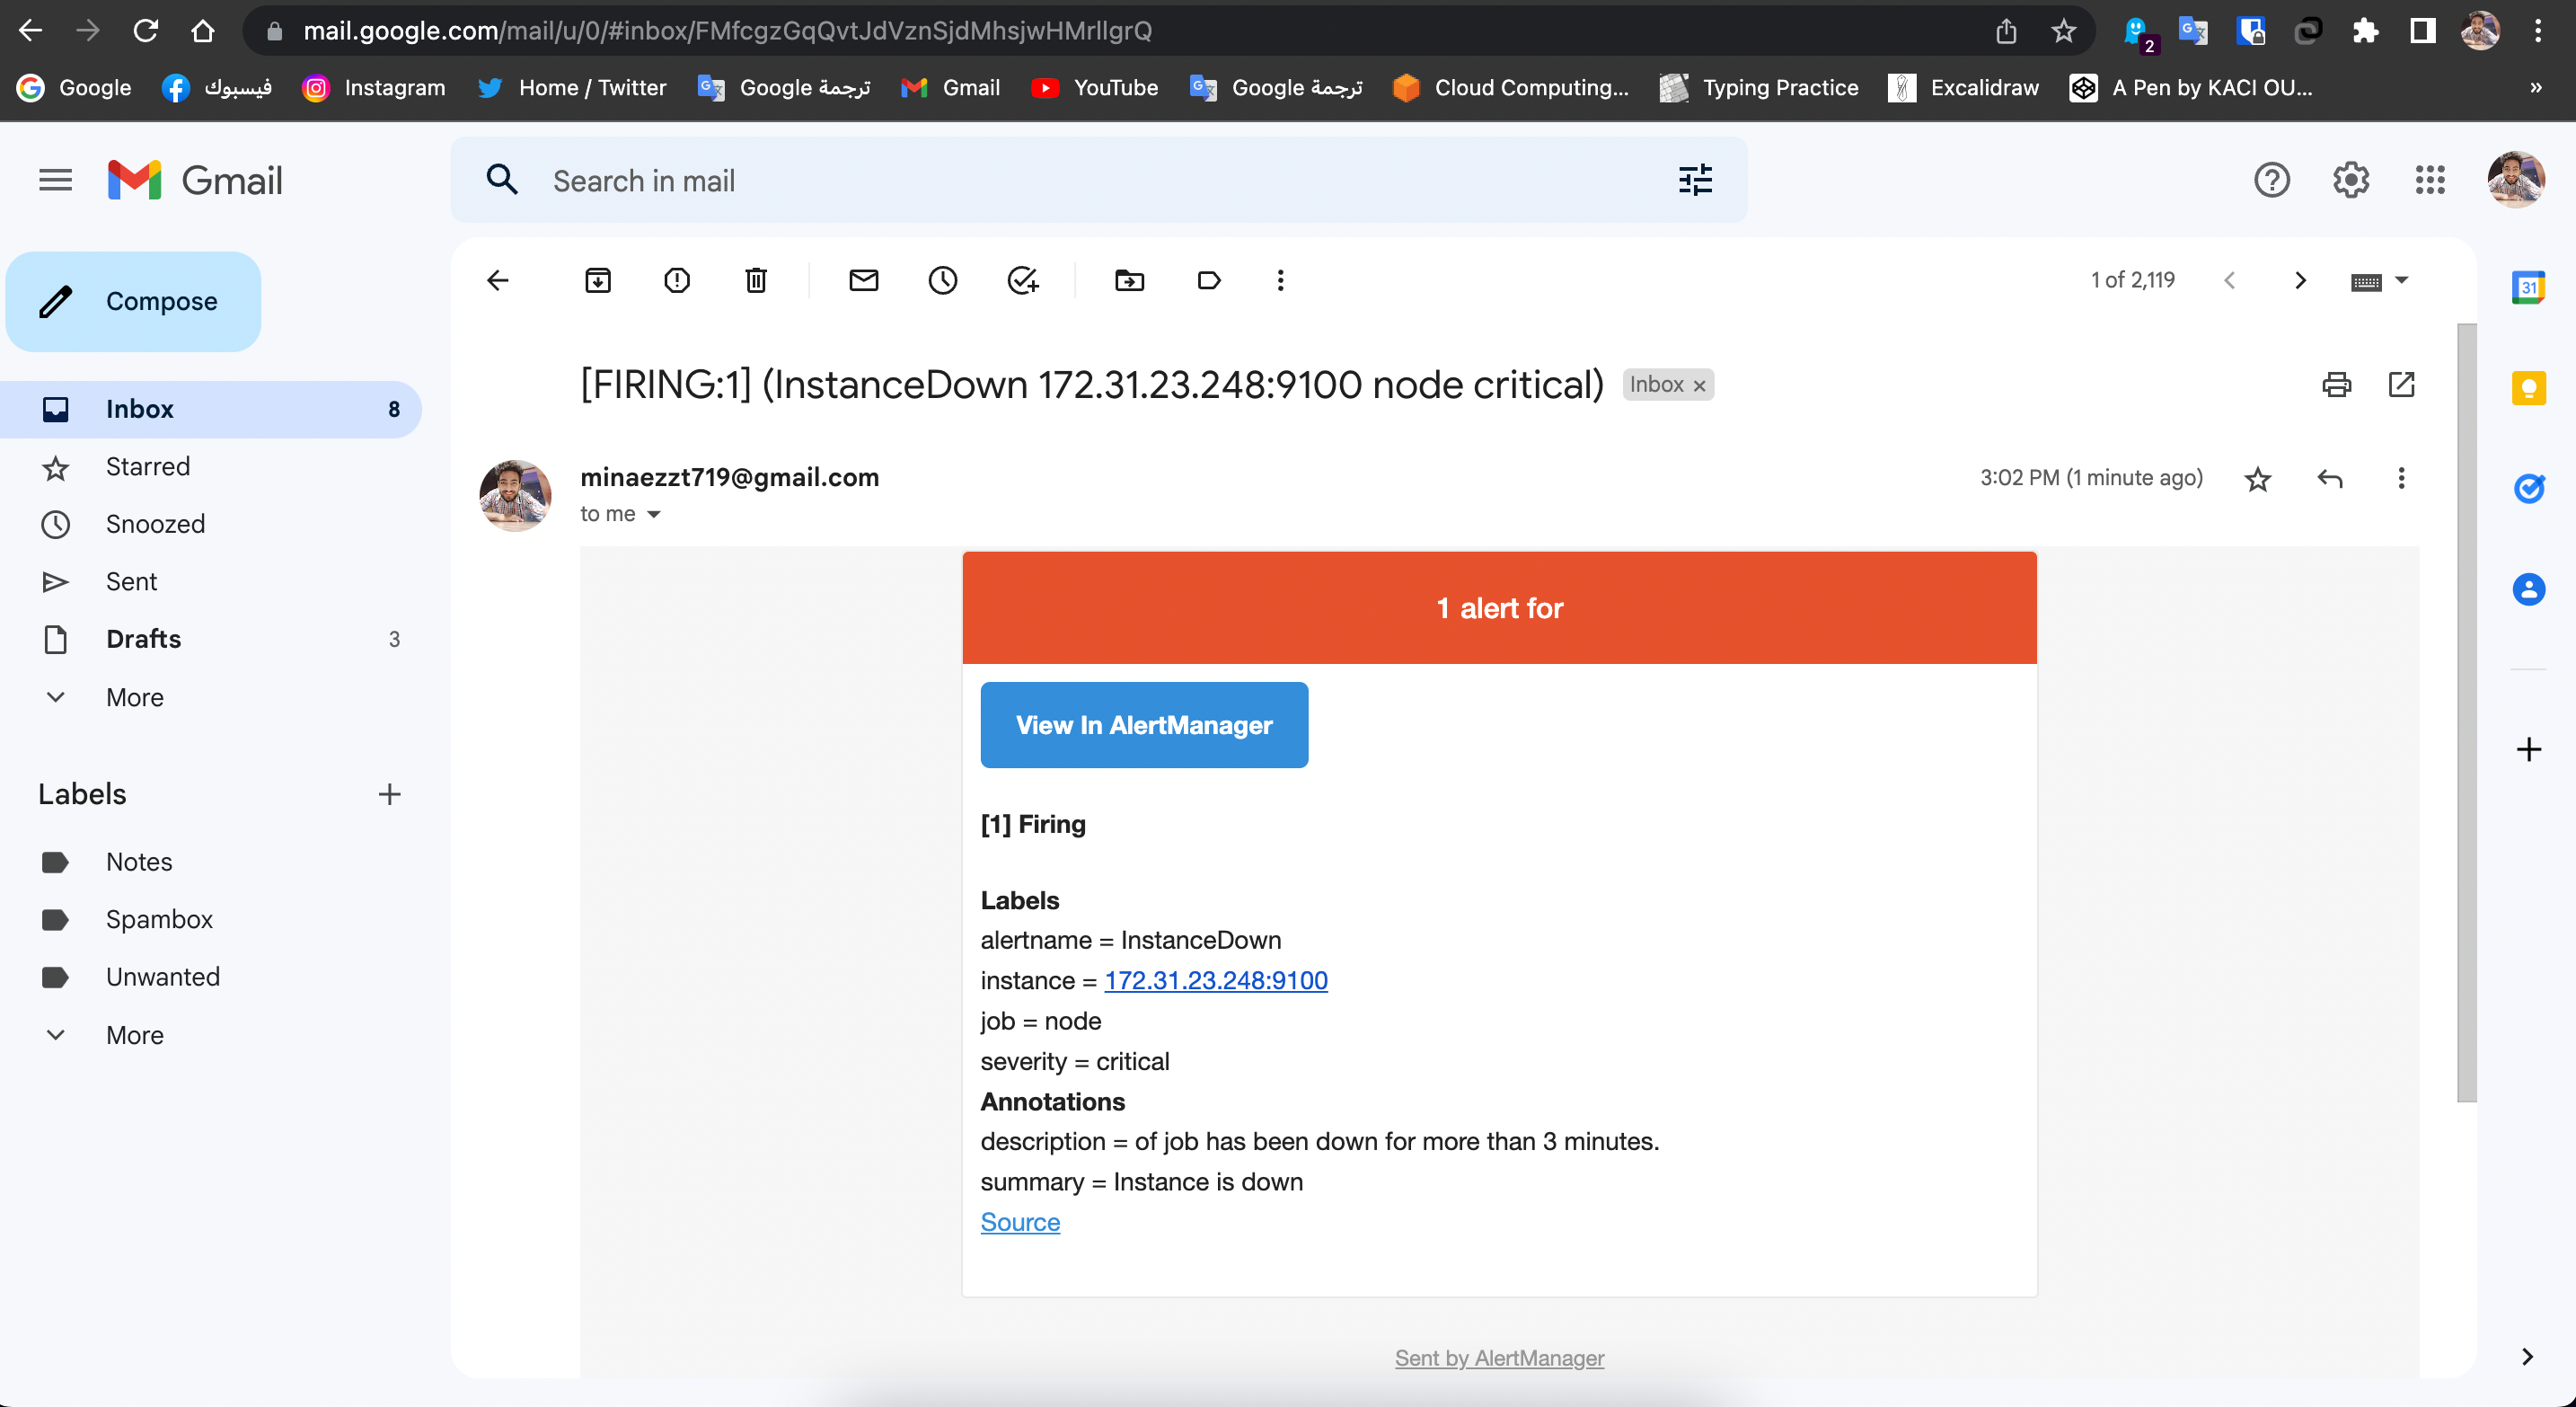 mail.google.com/mail/u/0/#inbox/FMfcgzGqQvtJdVznSjdMhsjwHMrllgrQ
2
Google
فيسبوك
Instagram
Home / Twitter
ترجمة Google
Gmail
YouTube
ترجمة Google
Cloud Computing...
Typing Practice
Excalidraw
A Pen by KACI OU...
»
Gmail
Search in mail
Compose
1 of 2,119
31
[FIRING:1] (InstanceDown 172.31.23.248:9100 node critical)
Inbox ×
Inbox 8
Starred
Snoozed
Sent
Drafts 3
More
Labels
Notes
Spambox
Unwanted
More
minaezzt719@gmail.com
3:02 PM (1 minute ago)
to me
1 alert for
View In AlertManager
[1] Firing
Labels
alertname = InstanceDown
instance = 172.31.23.248:9100
job = node
severity = critical
Annotations
description = of job has been down for more than 3 minutes.
summary = Instance is down
Source
Sent by AlertManager